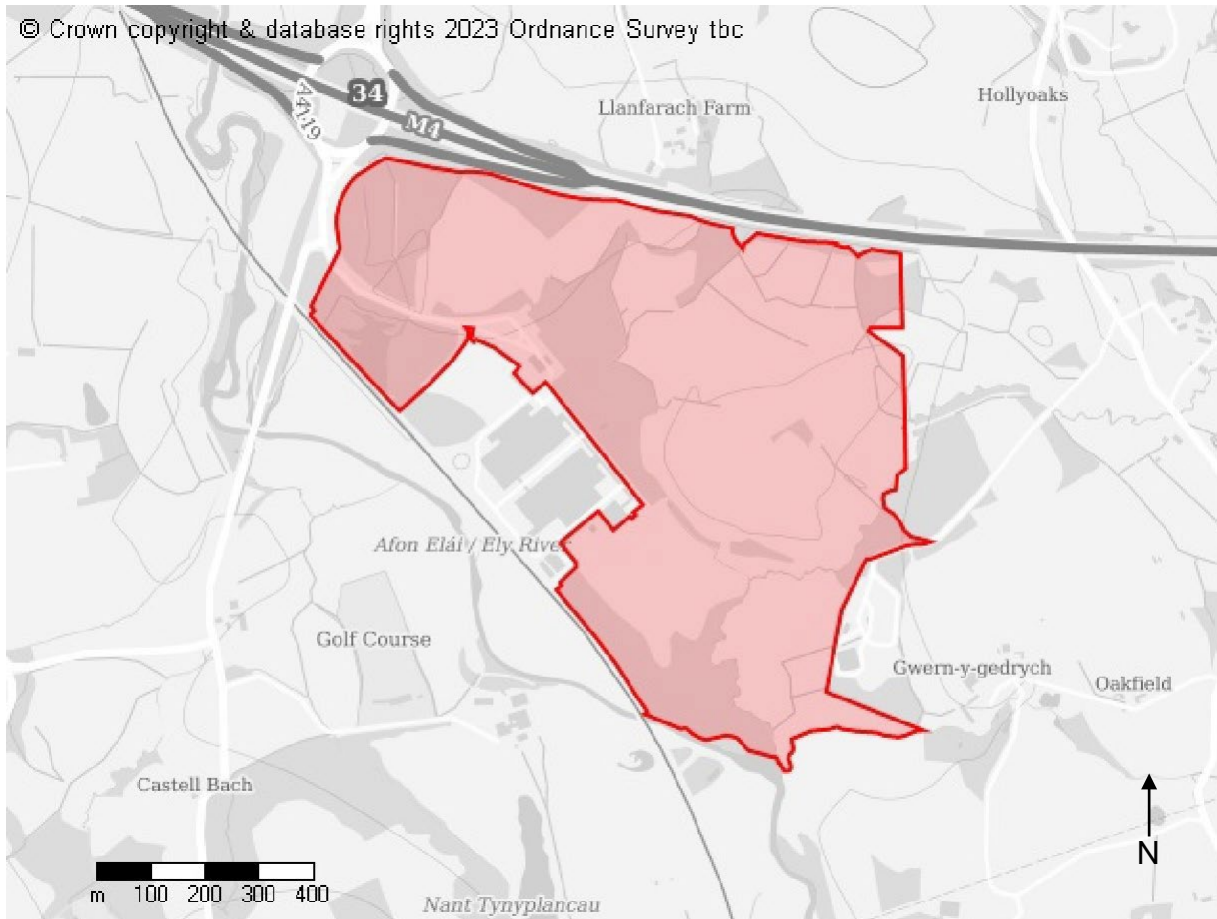 © Crown copyright & database rights 2023 Ordnance Survey tbc
34
A4119
M4
Llanfarach Farm
Hollyoaks
Afon Elái / Ely River
Golf Course
Gwern-y-gedrych
Oakfield
Castell Bach
N
m 100 200 300 400
Nant Tynyplancau